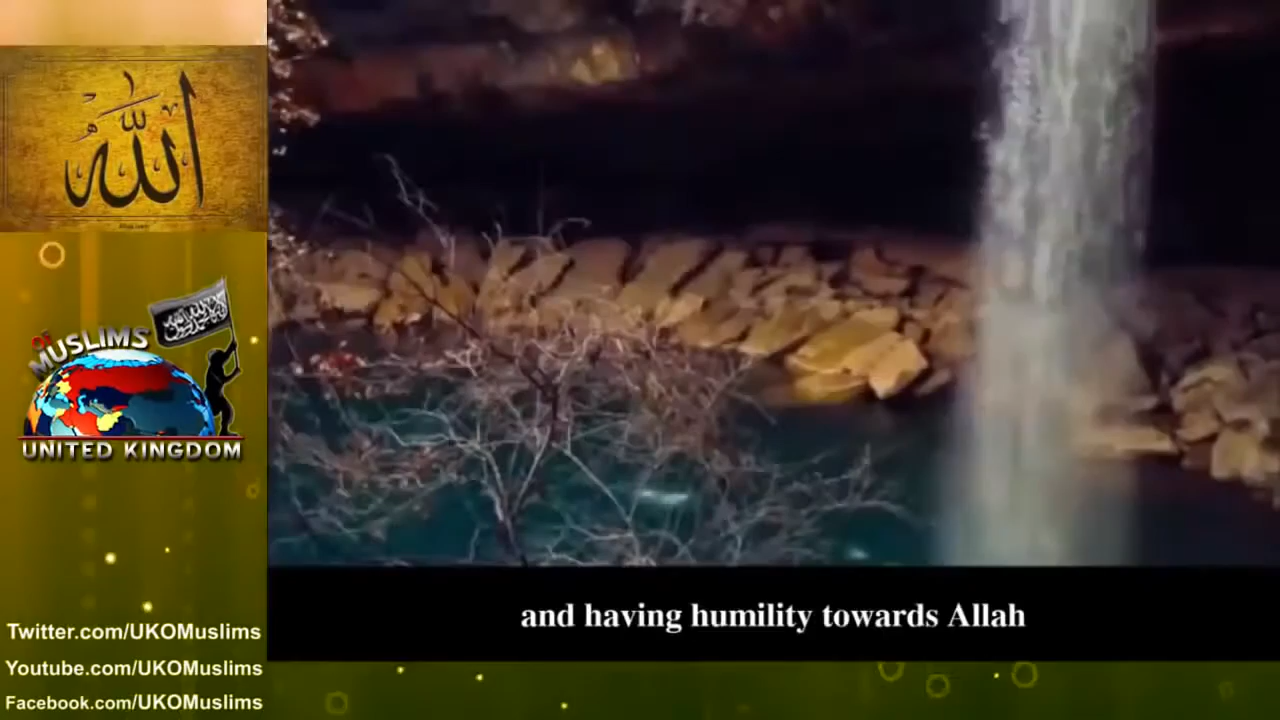 الله
O!
MUSLIMS
UNITED KINGDOM
Twitter.com/UKOMuslims
Youtube.com/UKOMuslims
Facebook.com/UKOMuslims
and having humility towards Allah